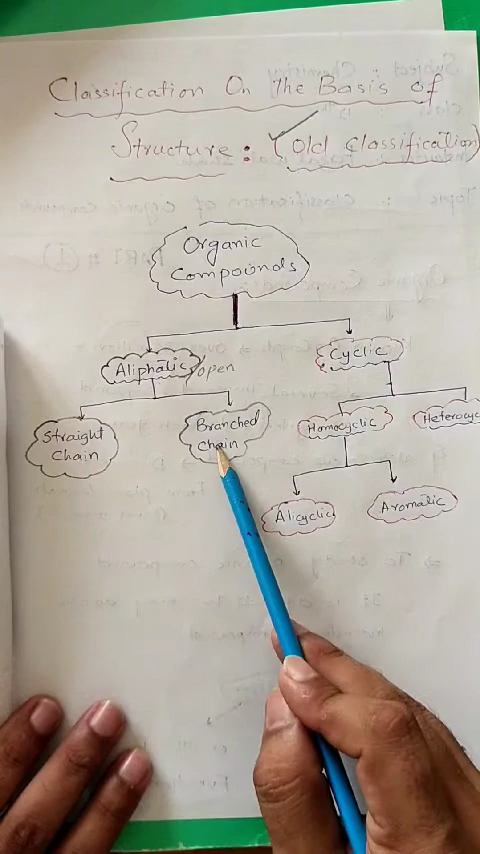 Classification On the Basis of
Structure : (Old Classification)
Organic
Compounds
Aliphatic/open
Cyclic
Straight
Chain
Branched
Chain
Homocyclic
Heterocyc
Alicyclic
Aromatic